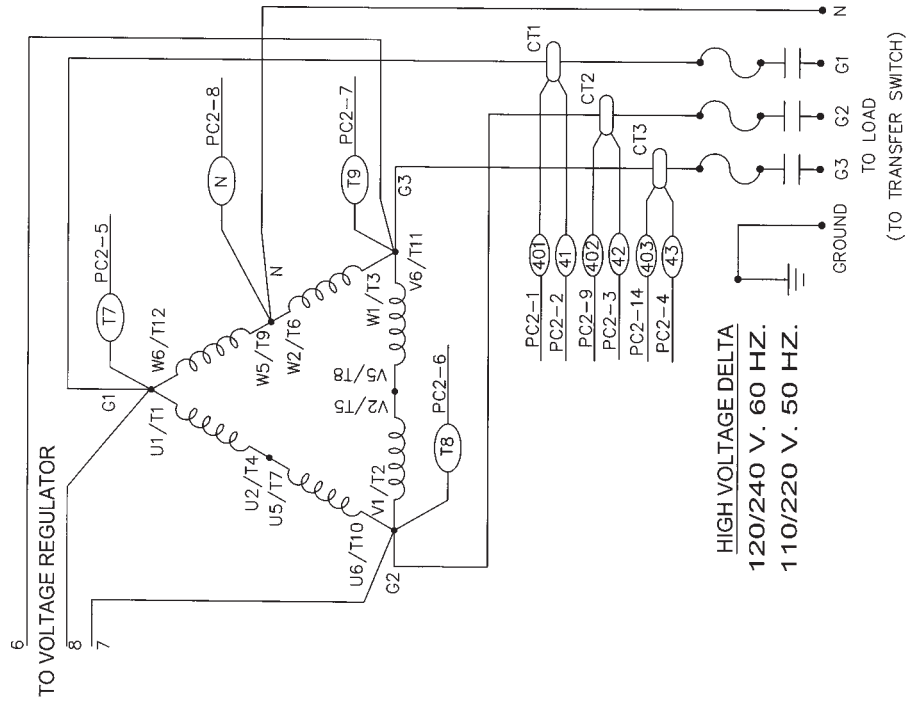 6
TO VOLTAGE REGULATOR
8
7
G1
T7
PC2-5
U1/T1
W6/T12
N
PC2-8
U2/T4
U5/T7
W5/T9
W2/T6
N
T9
PC2-7
U6/T10
V1/T2
V2/T5
V5/T8
W1/T3
V6/T11
G3
G2
T8
PC2-6
CT1
CT2
CT3
PC2-1
401
PC2-2
41
PC2-9
402
PC2-3
42
PC2-14
403
PC2-4
43
N
G1
G2
G3
GROUND
TO LOAD
(TO TRANSFER SWITCH)
HIGH VOLTAGE DELTA
120/240 V. 60 HZ.
110/220 V. 50 HZ.